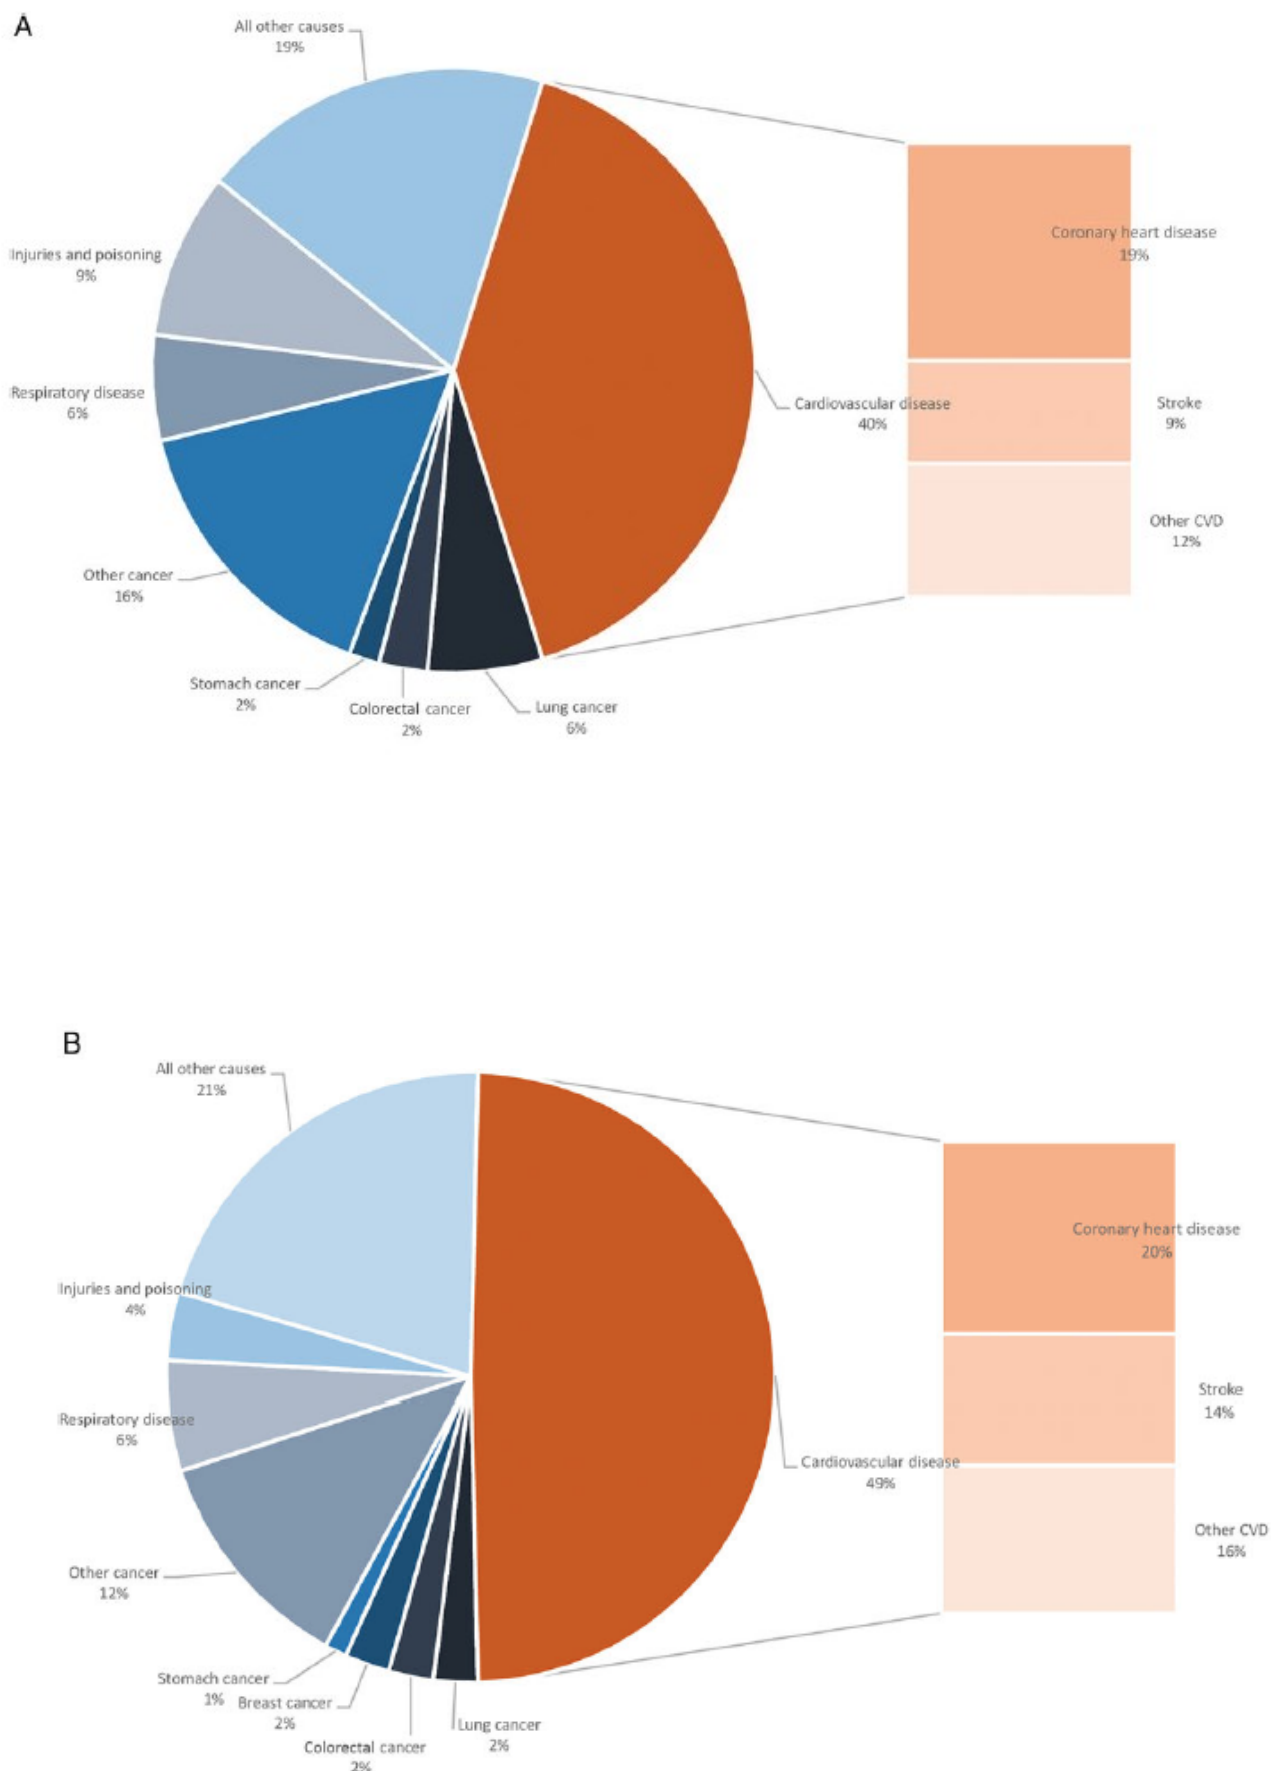 A
All other causes
19%
Injuries and poisoning
9%
Respiratory disease
6%
Other cancer
16%
Stomach cancer
2%
Colorectal cancer
2%
Lung cancer
6%
Cardiovascular disease
40%
Coronary heart disease
19%
Stroke
9%
Other CVD
12%
B
All other causes
21%
Injuries and poisoning
4%
Respiratory disease
6%
Other cancer
12%
Stomach cancer
1%
Breast cancer
2%
Colorectal cancer
2%
Lung cancer
2%
Cardiovascular disease
49%
Coronary heart disease
20%
Stroke
14%
Other CVD
16%